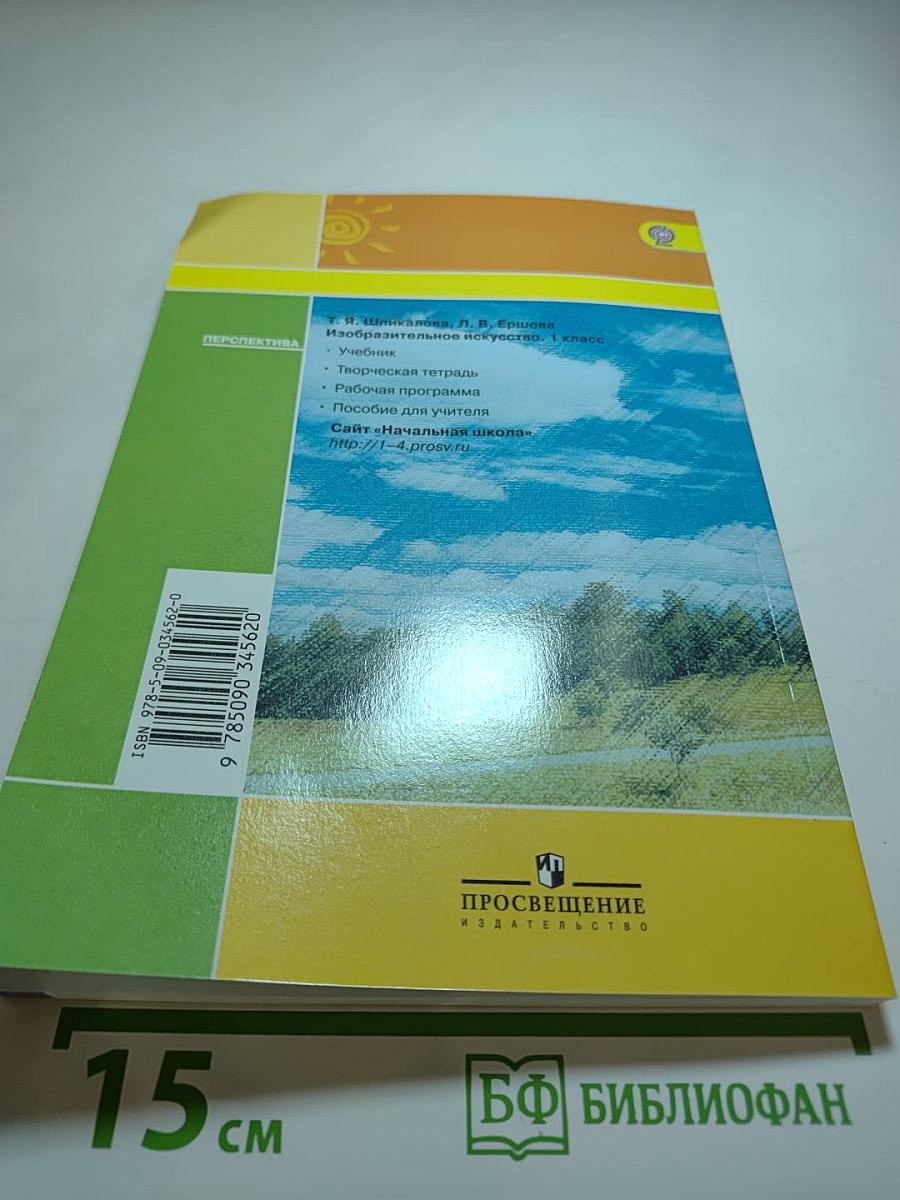 Т. Я. Шпикалова, Л. В. Ершова
Изобразительное искусство. 1 класс
ПЕРСПЕКТИВА
• Учебник
• Творческая тетрадь
• Рабочая программа
• Пособие для учителя
Сайт «Начальная школа»
http://1–4.prosv.ru
ISBN 978-5-09-034562-0
9 785090 345620
ИП
ПРОСВЕЩЕНИЕ
ИЗДАТЕЛЬСТВО
15 см
БФ БИБЛИОФАН